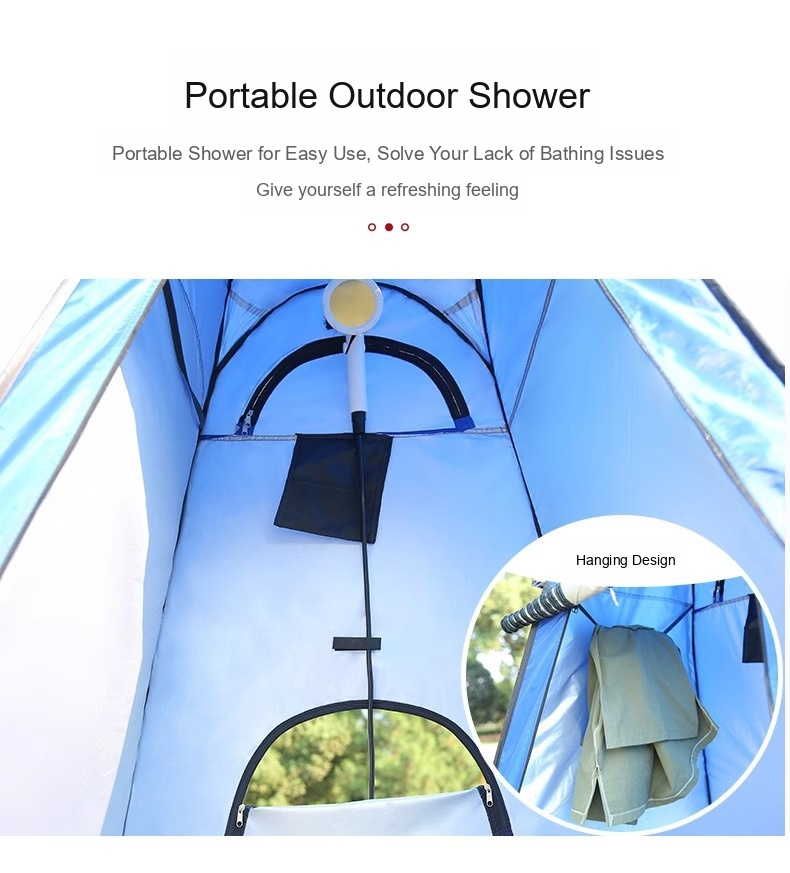 Portable Outdoor Shower
Portable Shower for Easy Use, Solve Your Lack of Bathing Issues
Give yourself a refreshing feeling
Hanging Design